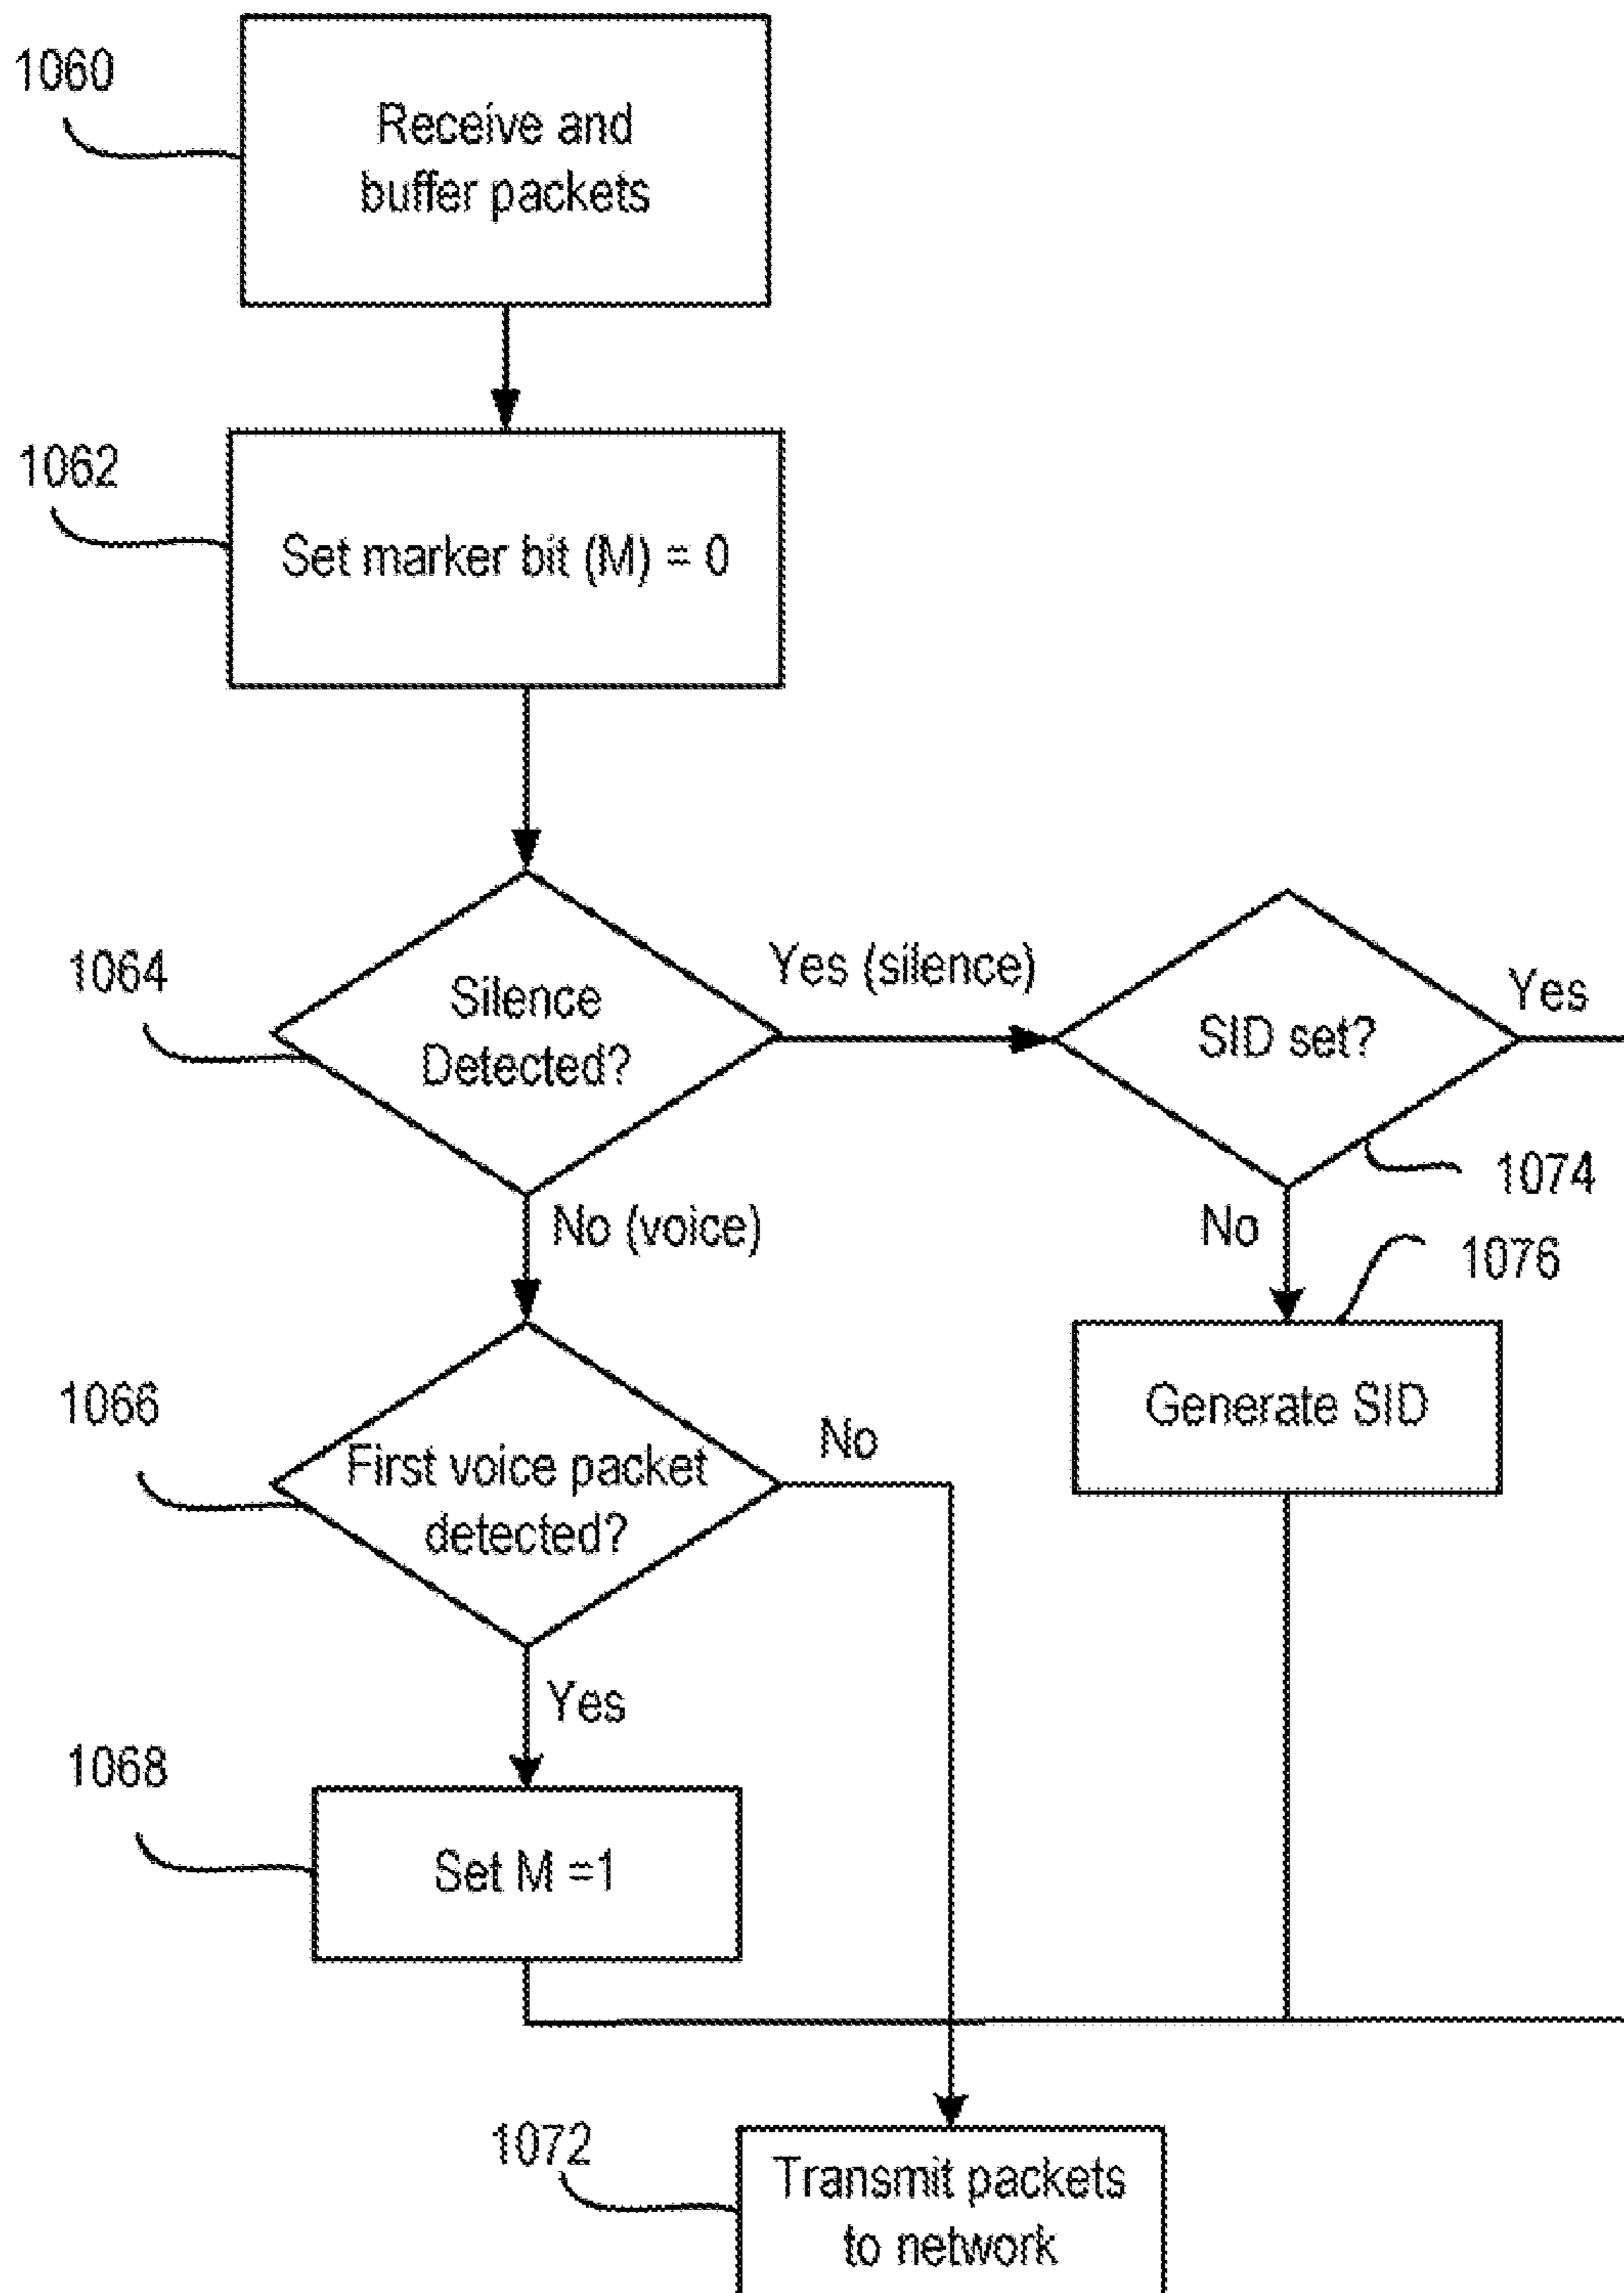 1060
Receive and
buffer packets
1062
Set marker bit (M) = 0
1064
Silence
Detected?
Yes (silence)
SID set?
Yes
1074
No (voice)
No
1076
Generate SID
1066
First voice packet
detected?
No
Yes
1068
Set M =1
1072
Transmit packets
to network